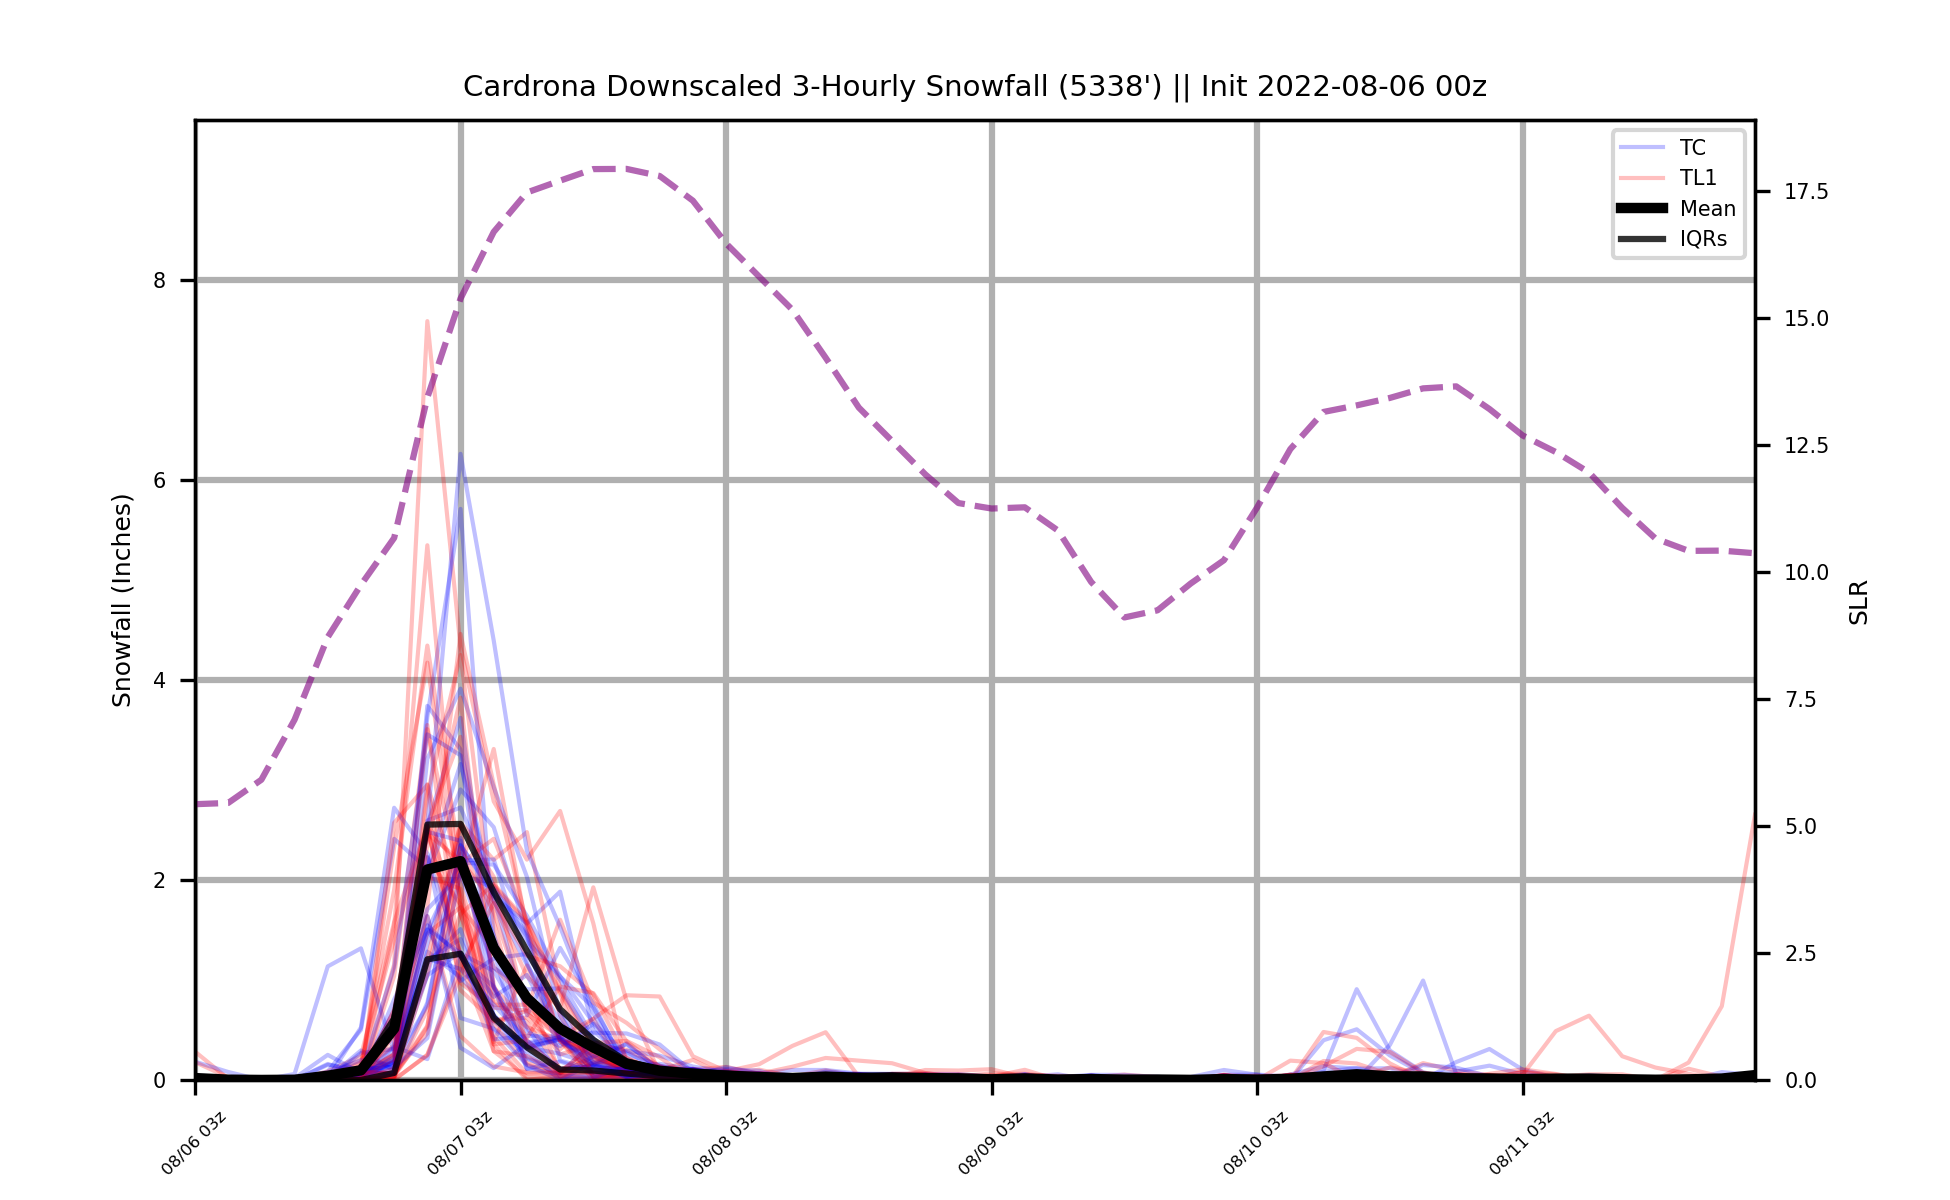 Cardrona Downscaled 3-Hourly Snowfall (5338') || Init 2022-08-06 00z
TC
TL1
Mean
IQRs
Snowfall (Inches)
8
6
4
2
0
SLR
17.5
15.0
12.5
10.0
7.5
5.0
2.5
0.0
08/06 03z
08/07 03z
08/08 03z
08/09 03z
08/10 03z
08/11 03z